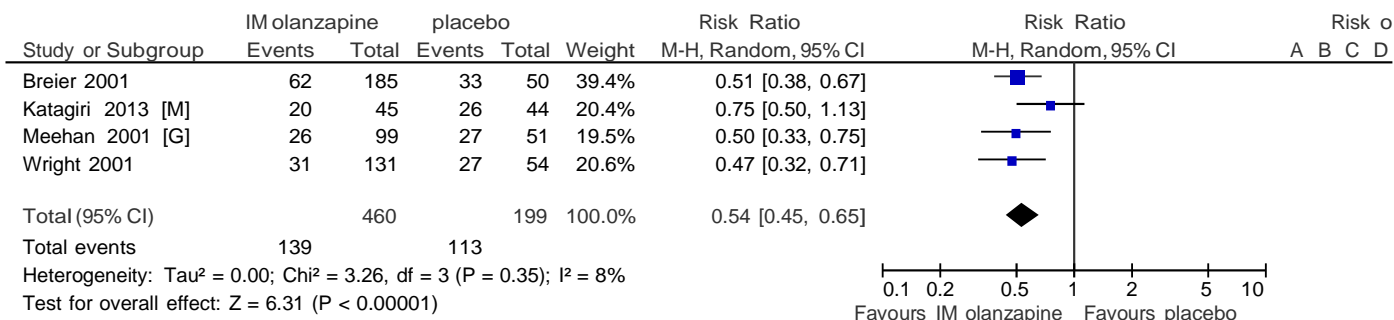 IM olanzapine placebo Risk Ratio Risk Ratio Risk o
Study or Subgroup Events Total Events Total Weight M-H, Random, 95% CI M-H, Random, 95% CI A B C D
Breier 2001 62 185 33 50 39.4% 0.51 [0.38, 0.67]
Katagiri 2013 [M] 20 45 26 44 20.4% 0.75 [0.50, 1.13]
Meehan 2001 [G] 26 99 27 51 19.5% 0.50 [0.33, 0.75]
Wright 2001 31 131 27 54 20.6% 0.47 [0.32, 0.71]
Total (95% CI) 460 199 100.0% 0.54 [0.45, 0.65]
Total events 139 113
Heterogeneity: Tau² = 0.00; Chi² = 3.26, df = 3 (P = 0.35); I² = 8%
Test for overall effect: Z = 6.31 (P < 0.00001)
0.1 0.2 0.5 1 2 5 10
Favours IM olanzapine Favours placebo